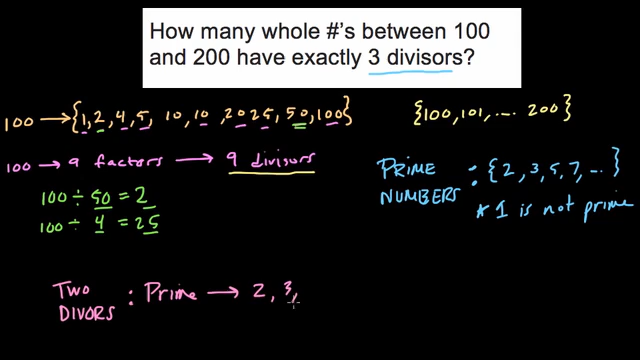 How many whole #'s between 100
and 200 have exactly 3 divisors?
100 → {1, 2, 4, 5, 10, 10, 20 25, 50, 100}
{100, 101, .... 200}
100 → 9 factors → 9 divisors
100 ÷ 50 = 2
100 ÷ 4 = 25
PRIME NUMBERS : {2, 3, 5, 7, ...}
* 1 is not prime
TWO DIVORS : Prime → 2, 3,